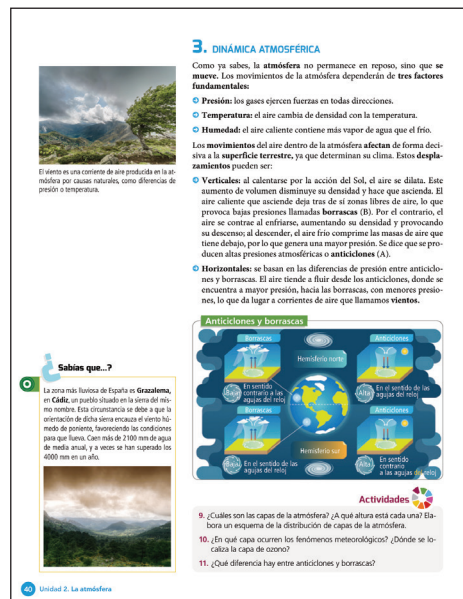 3. DINÁMICA ATMOSFÉRICA
Como ya sabes, la atmósfera no permanece en reposo, sino que se
mueve. Los movimientos de la atmósfera dependerán de tres factores
fundamentales:
Presión: los gases ejercen fuerzas en todas direcciones.
Temperatura: el aire cambia de densidad con la temperatura.
Humedad: el aire caliente contiene más vapor de agua que el frío.
Los movimientos del aire dentro de la atmósfera afectan de forma deci-
siva a la superficie terrestre, ya que determinan su clima. Estos despla-
zamientos pueden ser:
Verticales: al calentarse por la acción del Sol, el aire se dilata. Este
aumento de volumen disminuye su densidad y hace que ascienda. El
aire caliente que asciende deja tras de sí zonas libres de aire, lo que
provoca bajas presiones llamadas borrascas (B). Por el contrario, el
aire se contrae al enfriarse, aumentando su densidad y provocando
su descenso; al descender, el aire frío comprime las masas de aire que
tiene debajo, por lo que genera una mayor presión. Se dice que se pro-
ducen altas presiones atmosféricas o anticiclones (A).
Horizontales: se basan en las diferencias de presión entre anticiclo-
nes y borrascas. El aire tiende a fluir desde los anticiclones, donde se
encuentra a mayor presión, hacia las borrascas, con menores presio-
nes, lo que da lugar a corrientes de aire que llamamos vientos.
El viento es una corriente de aire producida en la at-
mósfera por causas naturales, como diferencias de
presión o temperatura.
¿Sabías que...?
La zona más lluviosa de España es Grazalema,
en Cádiz, un pueblo situado en la sierra del mis-
mo nombre. Esta circunstancia se debe a que la
orientación de dicha sierra encauza el viento hú-
medo de poniente, favoreciendo las condiciones
para que llueva. Caen más de 2100 mm de agua
de media anual, y a veces se han superado los
4000 mm en un año.
Anticiclones y borrascas
Borrascas
Anticiclones
Hemisferio norte
Baja
En sentido
contrario a las
agujas del reloj
Alta
En el sentido de las
agujas del reloj
Borrascas
Anticiclones
Hemisferio sur
Baja
En el sentido de las
agujas del reloj
Alta
En sentido
contrario
a las agujas del reloj
Actividades
9. ¿Cuáles son las capas de la atmósfera? ¿A qué altura está cada una? Ela-
bora un esquema de la distribución de capas de la atmósfera.
10. ¿En qué capa ocurren los fenómenos meteorológicos? ¿Dónde se lo-
caliza la capa de ozono?
11. ¿Qué diferencia hay entre anticiclones y borrascas?
40 Unidad 2. La atmósfera